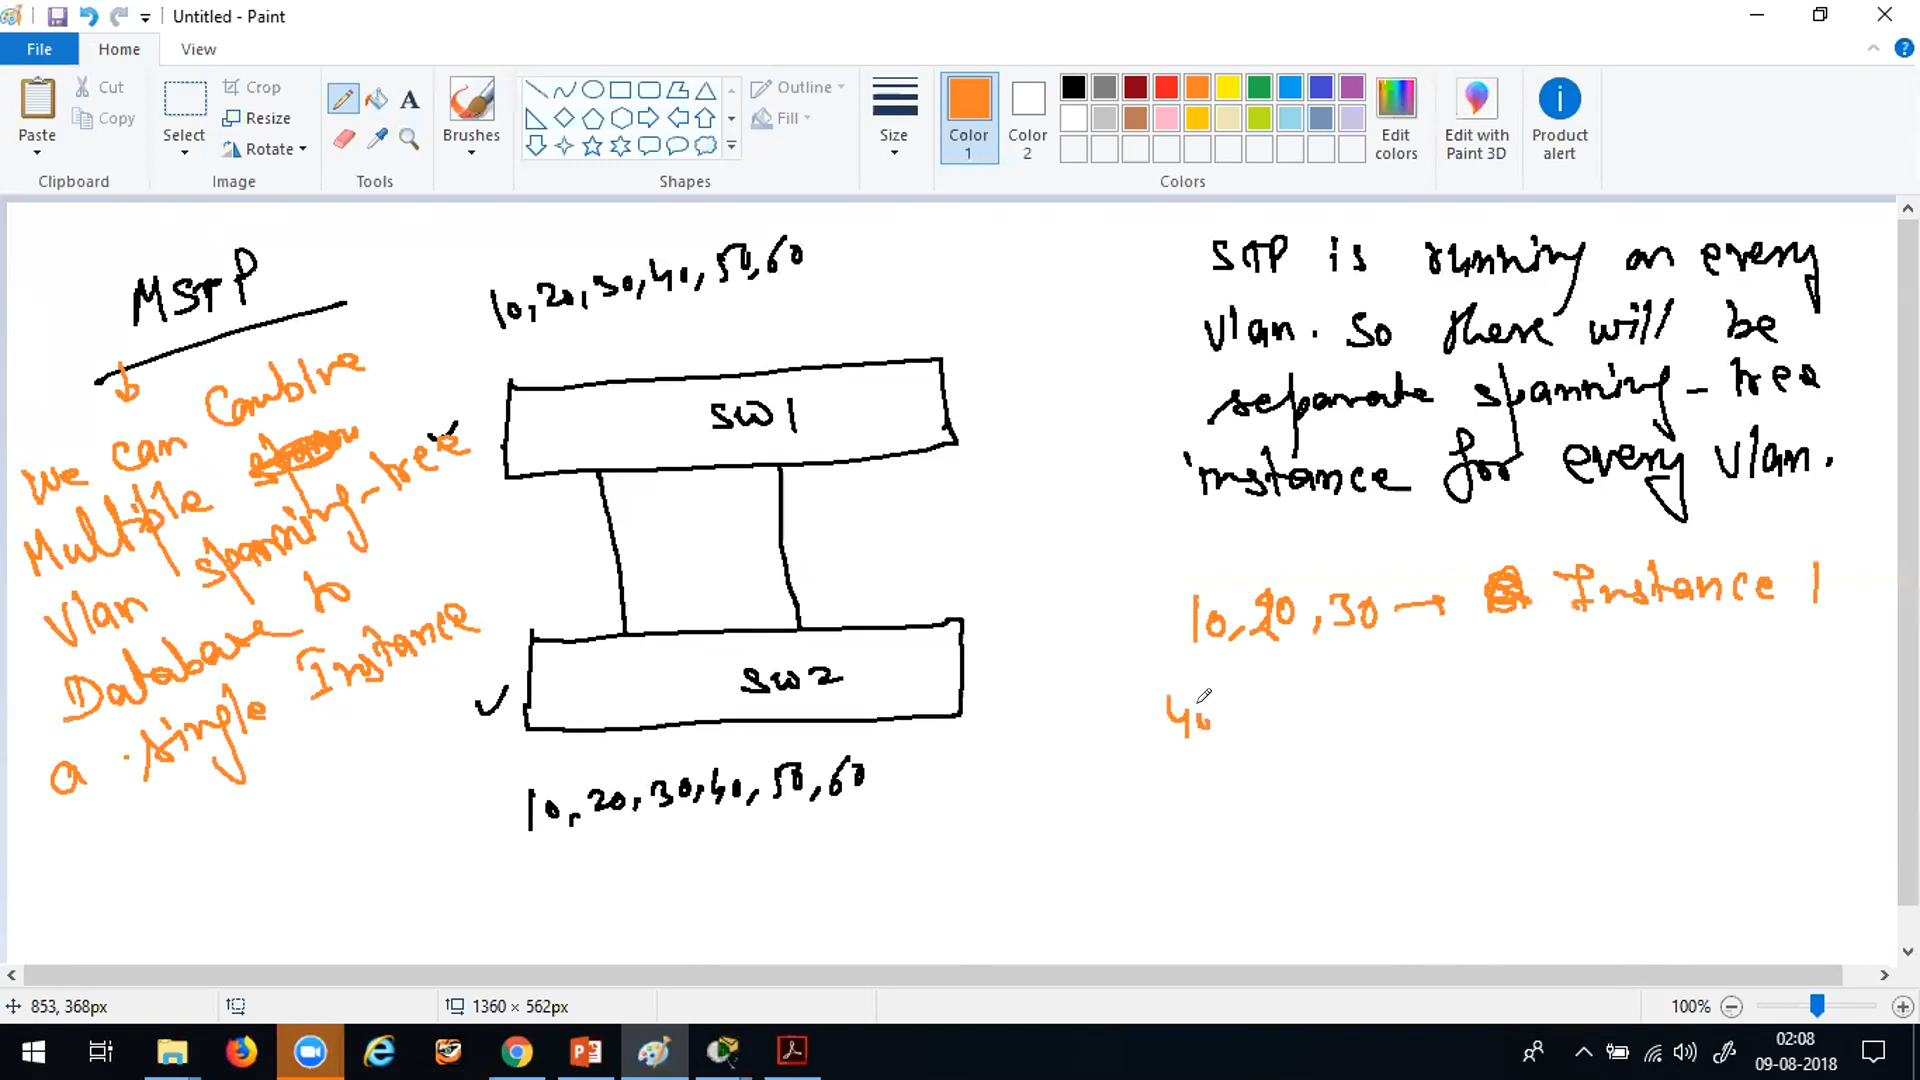 Untitled - Paint
File Home View
Paste
Cut
Copy
Clipboard
Select
Crop
Resize
Rotate
Image
A
Tools
Brushes
Shapes
Outline
Fill
Size
Color 1
Color 2
Edit colors
Edit with Paint 3D
Product alert
Colors
MSTP
We can Combine
Multiple spanning-tree
Vlan
Database to
a single Instance
10,20,30,40,50,60
SW1
SW2
10,20,30,40,50,60
STP is running on every
vlan. So there will be
separate spanning-tree
instance for every vlan.
10,20,30 → Instance 1
40
853, 368px
1360 × 562px
100%
02:08
09-08-2018